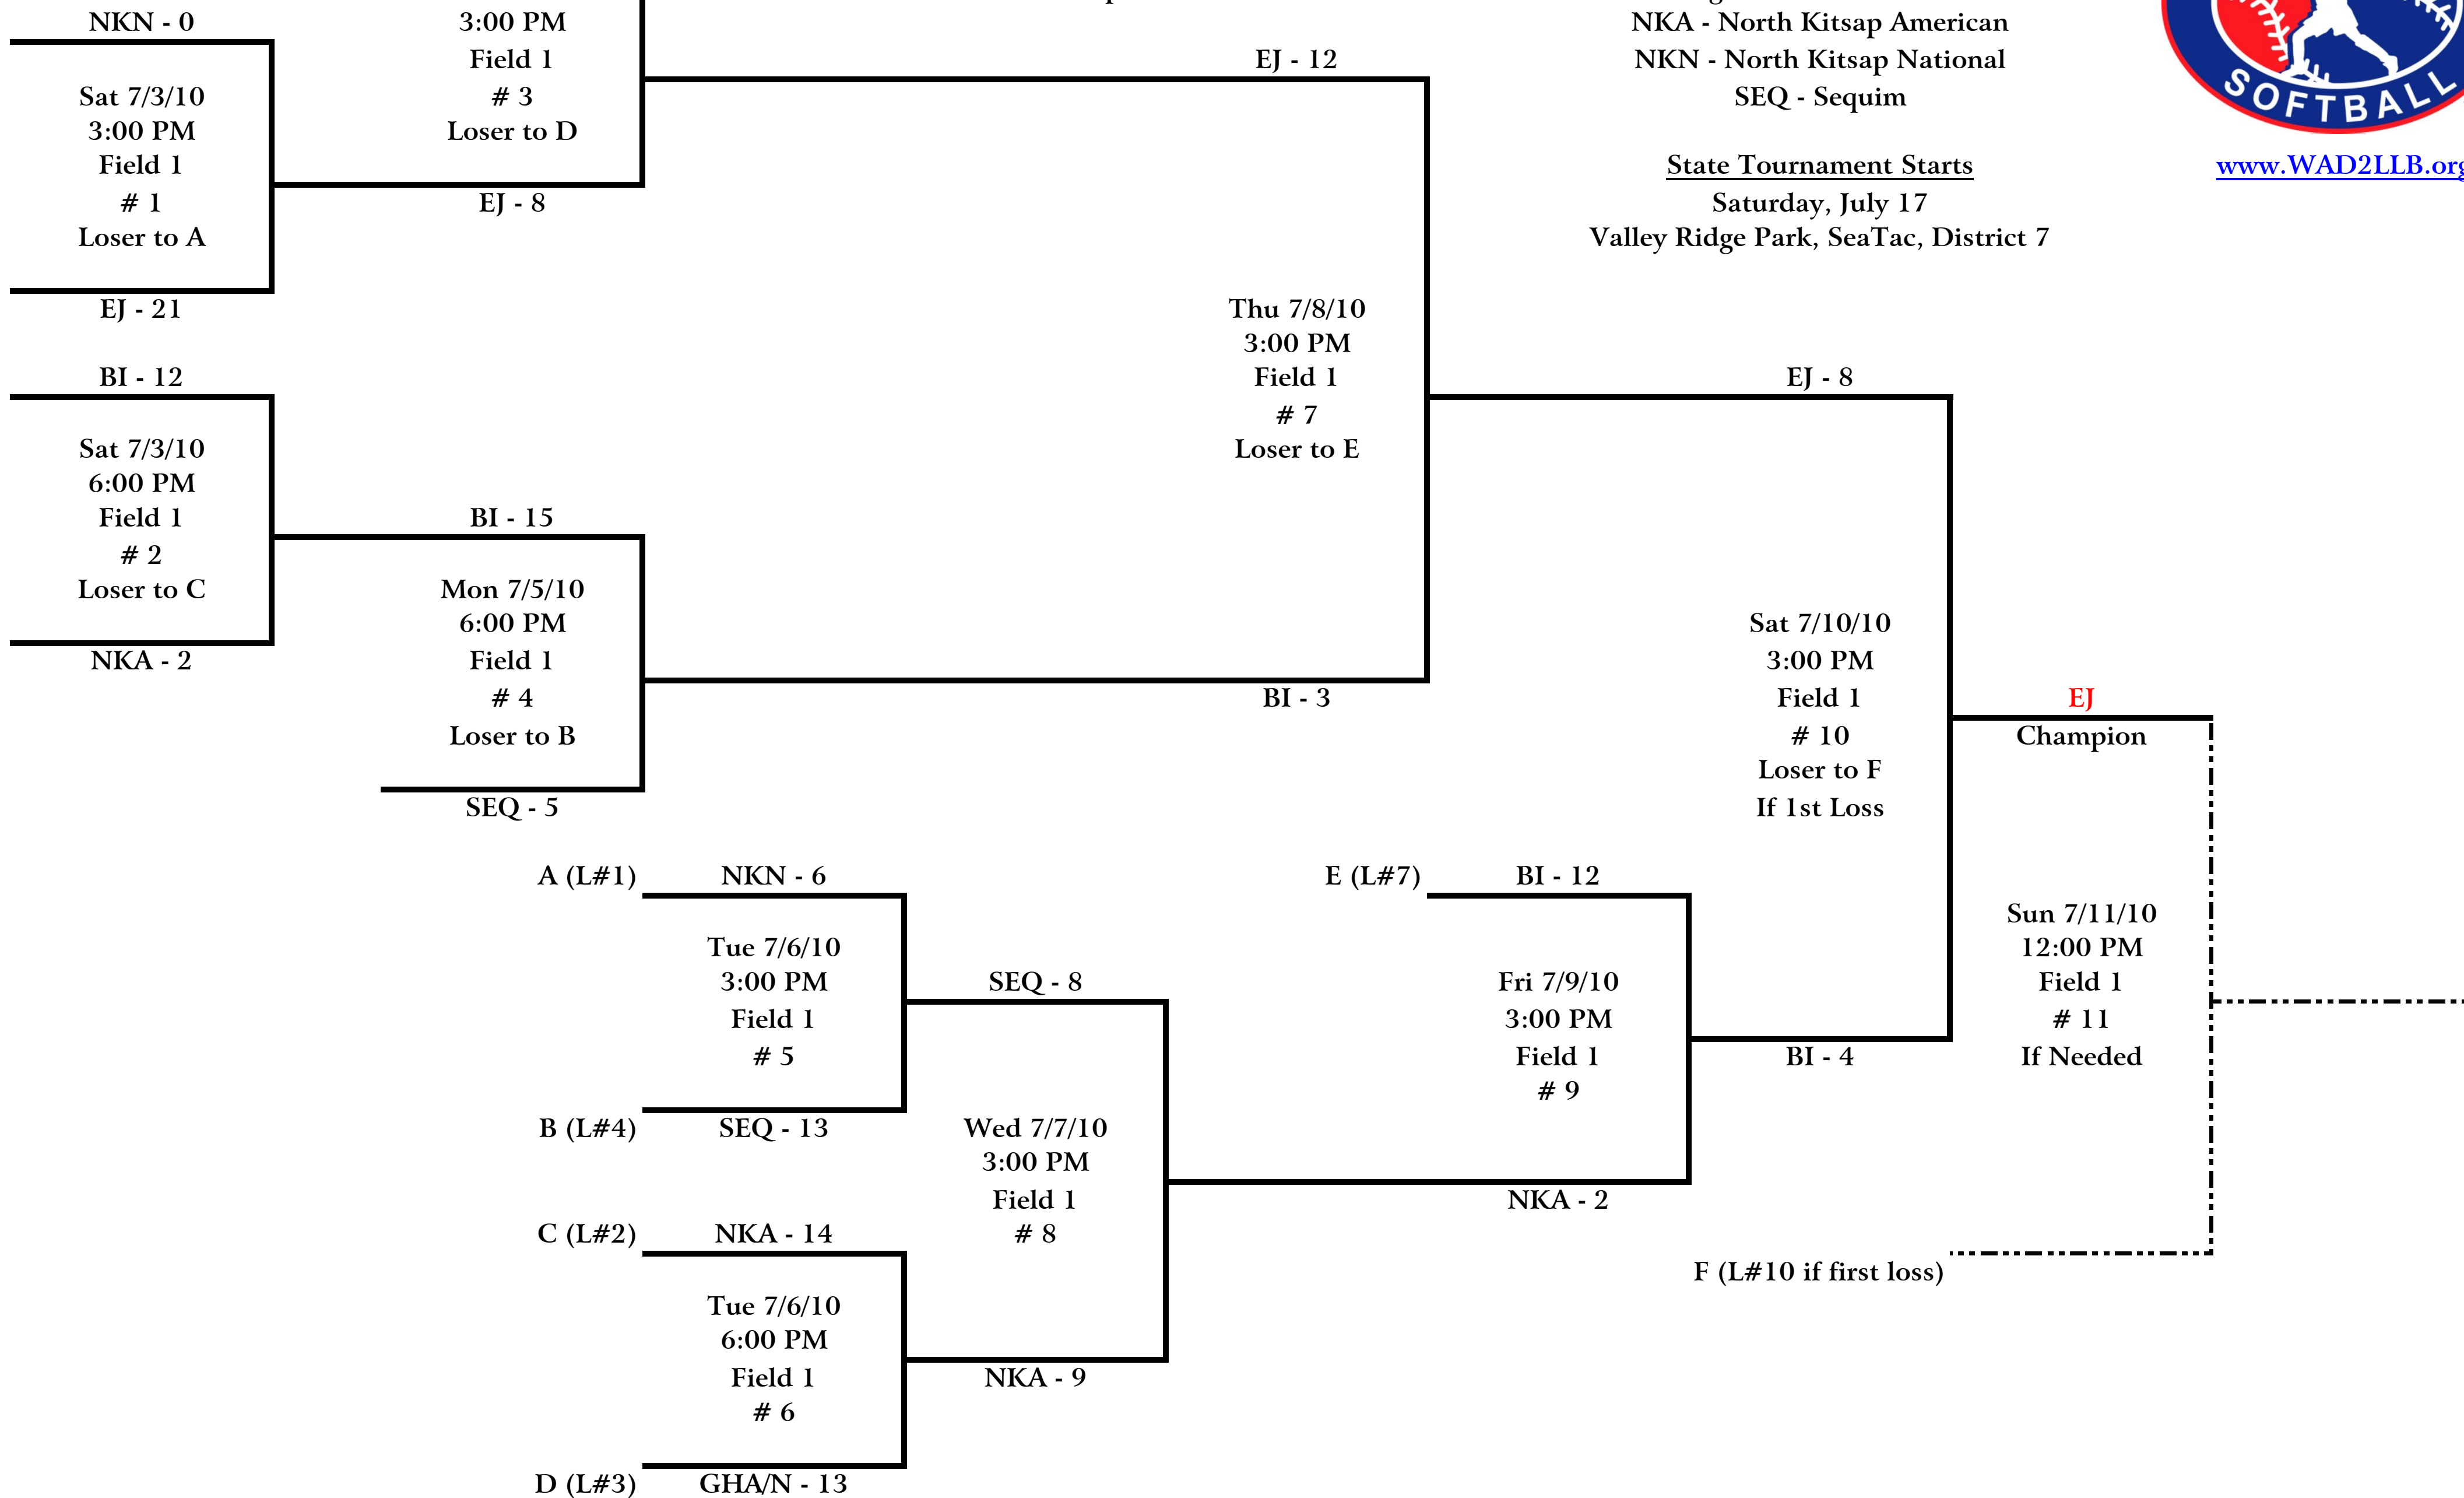 NKN - 0
Sat 7/3/10
3:00 PM
Field 1
# 1
Loser to A
EJ - 21
3:00 PM
Field 1
# 3
Loser to D
EJ - 8
EJ - 12
NKA - North Kitsap American
NKN - North Kitsap National
SEQ - Sequim
State Tournament Starts
Saturday, July 17
Valley Ridge Park, SeaTac, District 7
SOFTBALL
www.WAD2LLB.org
BI - 12
Sat 7/3/10
6:00 PM
Field 1
# 2
Loser to C
NKA - 2
BI - 15
Mon 7/5/10
6:00 PM
Field 1
# 4
Loser to B
SEQ - 5
Thu 7/8/10
3:00 PM
Field 1
# 7
Loser to E
BI - 3
EJ - 8
Sat 7/10/10
3:00 PM
Field 1
# 10
Loser to F
If 1st Loss
EJ
Champion
A (L#1)
NKN - 6
Tue 7/6/10
3:00 PM
Field 1
# 5
B (L#4)
SEQ - 13
SEQ - 8
Wed 7/7/10
3:00 PM
Field 1
# 8
C (L#2)
NKA - 14
Tue 7/6/10
6:00 PM
Field 1
# 6
D (L#3)
GHA/N - 13
NKA - 9
E (L#7)
BI - 12
Fri 7/9/10
3:00 PM
Field 1
# 9
NKA - 2
BI - 4
Sun 7/11/10
12:00 PM
Field 1
# 11
If Needed
F (L#10 if first loss)